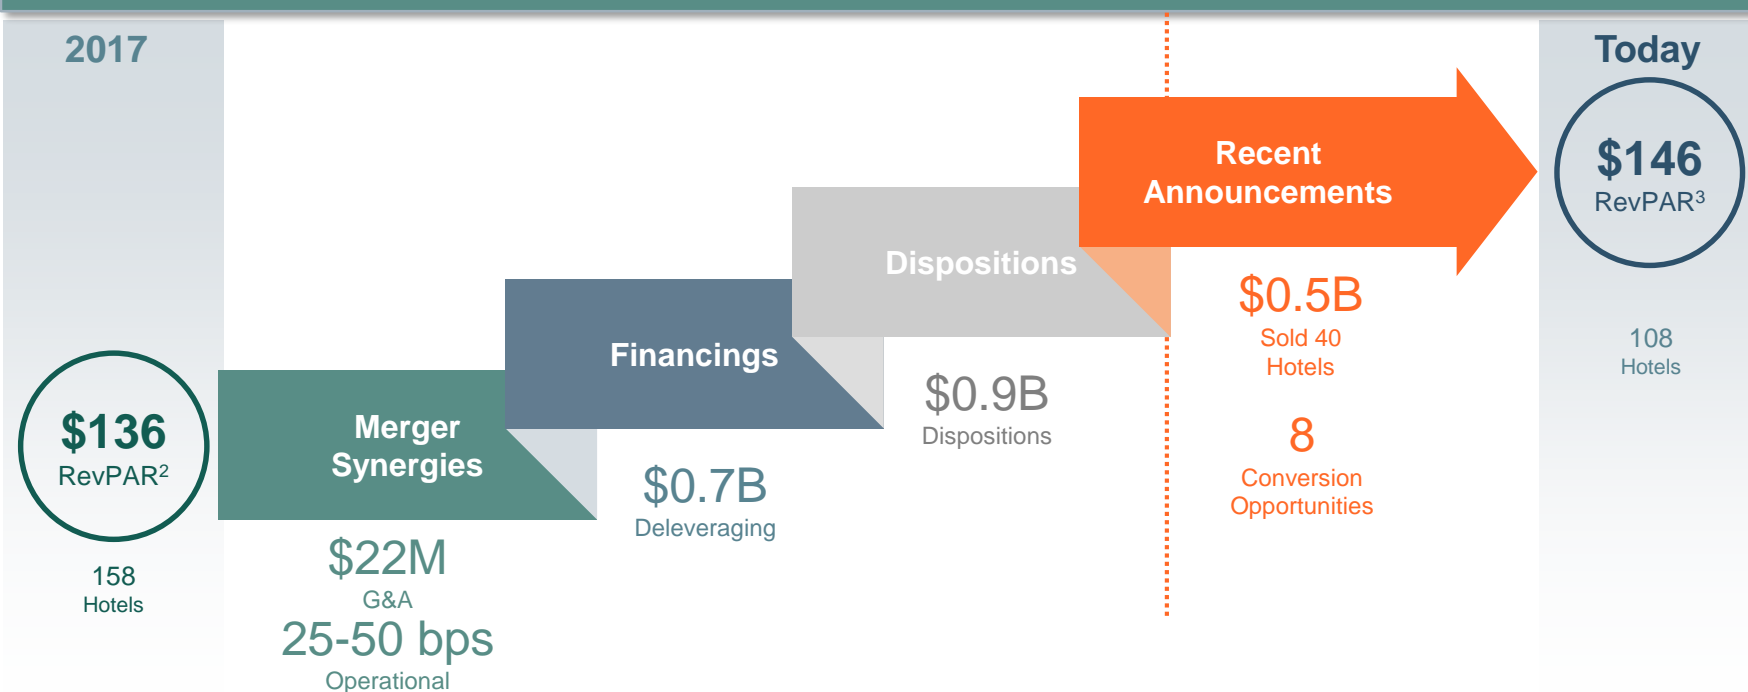 2017
$136
RevPAR2
158
Hotels
Merger
Synergies
$22M
G&A
25-50 bps
Operational
Financings
$0.7B
Deleveraging
Dispositions
$0.9B
Dispositions
Recent
Announcements
$0.5B
Sold 40
Hotels
8
Conversion
Opportunities
Today
$146
RevPAR3
108
Hotels